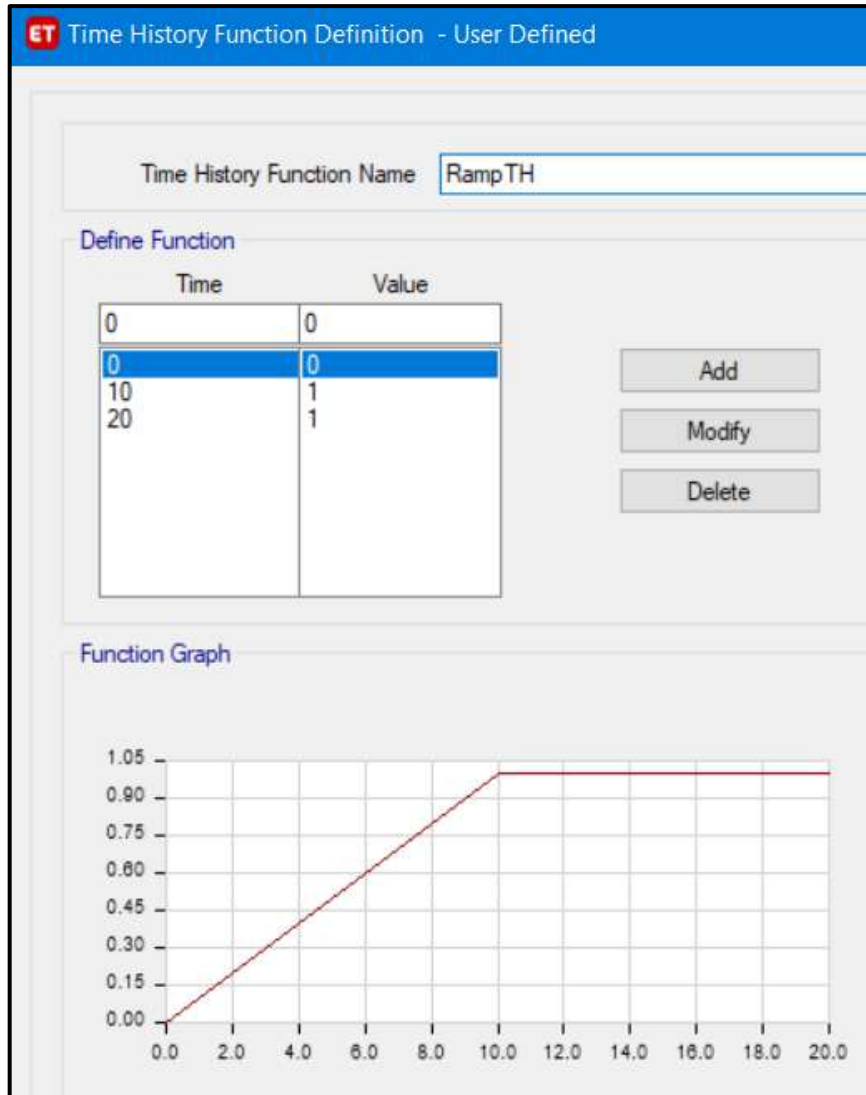 ET Time History Function Definition - User Defined
Time History Function Name RampTH
Define Function
Time Value
0 0
0 0
10 1
20 1
Add
Modify
Delete
Function Graph
1.05
0.90
0.75
0.60
0.45
0.30
0.15
0.00
0.0 2.0 4.0 6.0 8.0 10.0 12.0 14.0 16.0 18.0 20.0